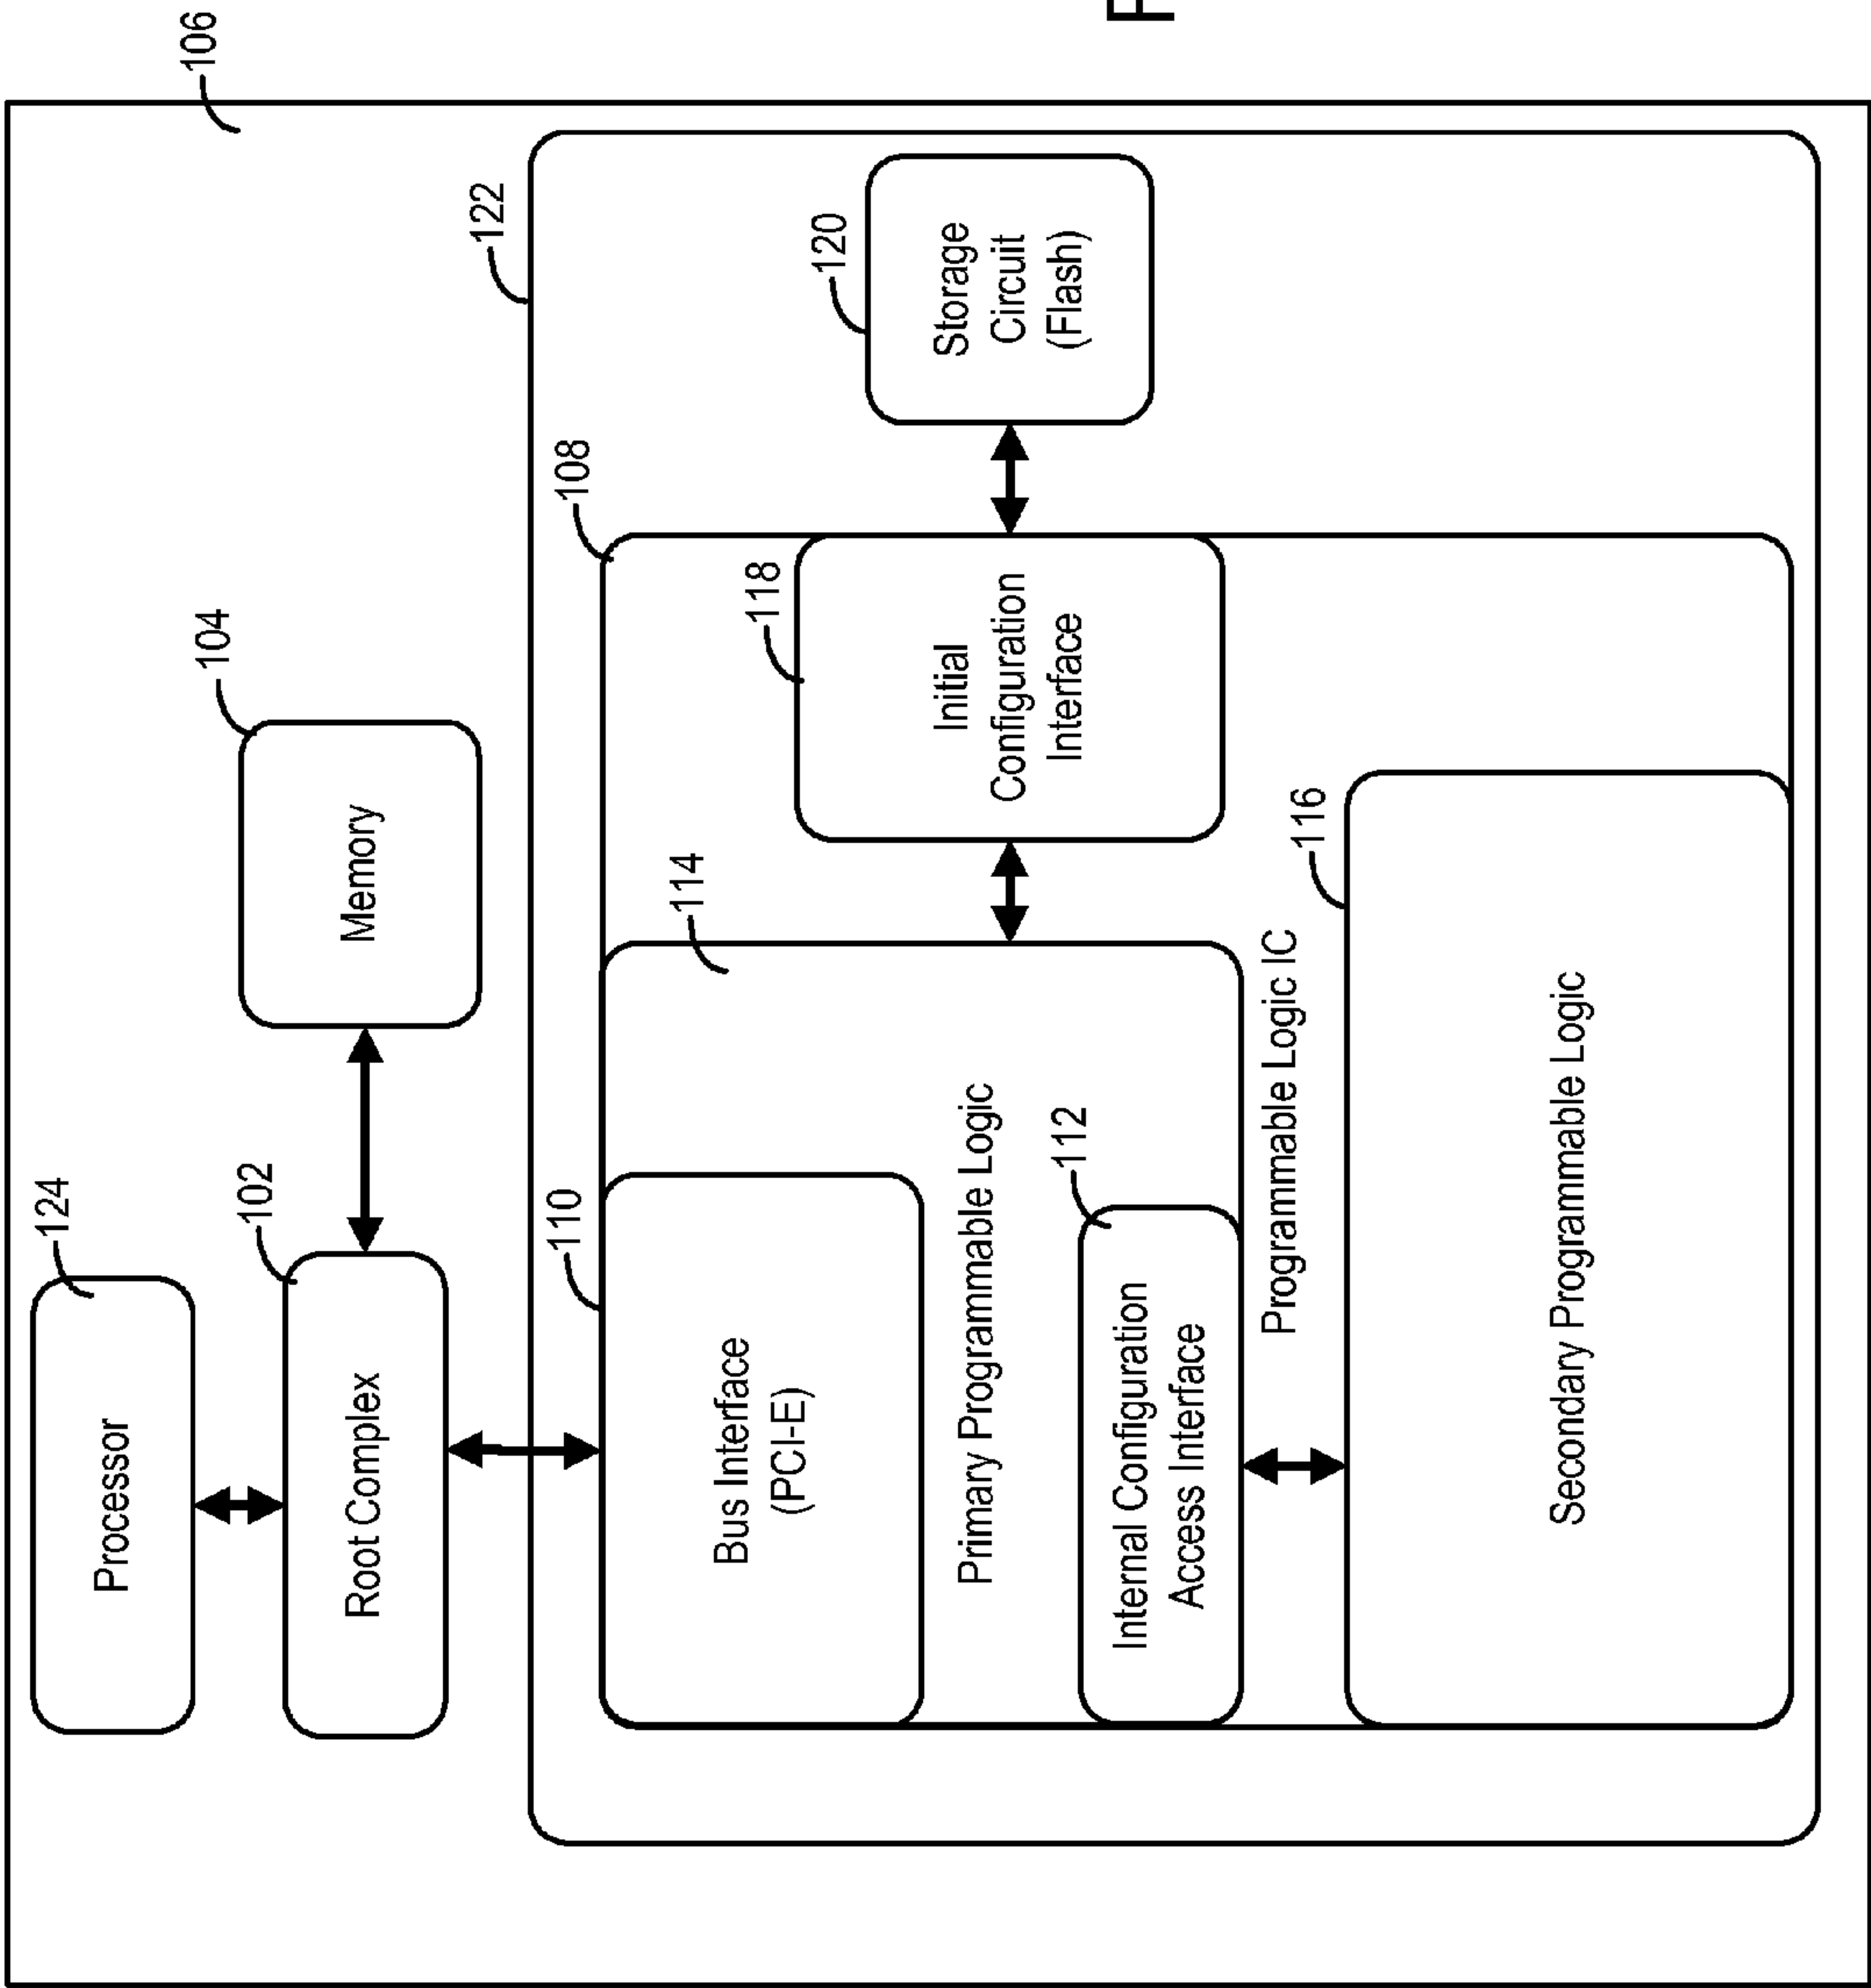 106
124
Processor
102
Root Complex
104
Memory
122
108
110
Bus Interface
(PCI-E)
114
Primary Programmable Logic
112
Internal Configuration
Access Interface
118
Initial
Configuration
Interface
120
Storage
Circuit
(Flash)
Programmable Logic IC
116
Secondary Programmable Logic